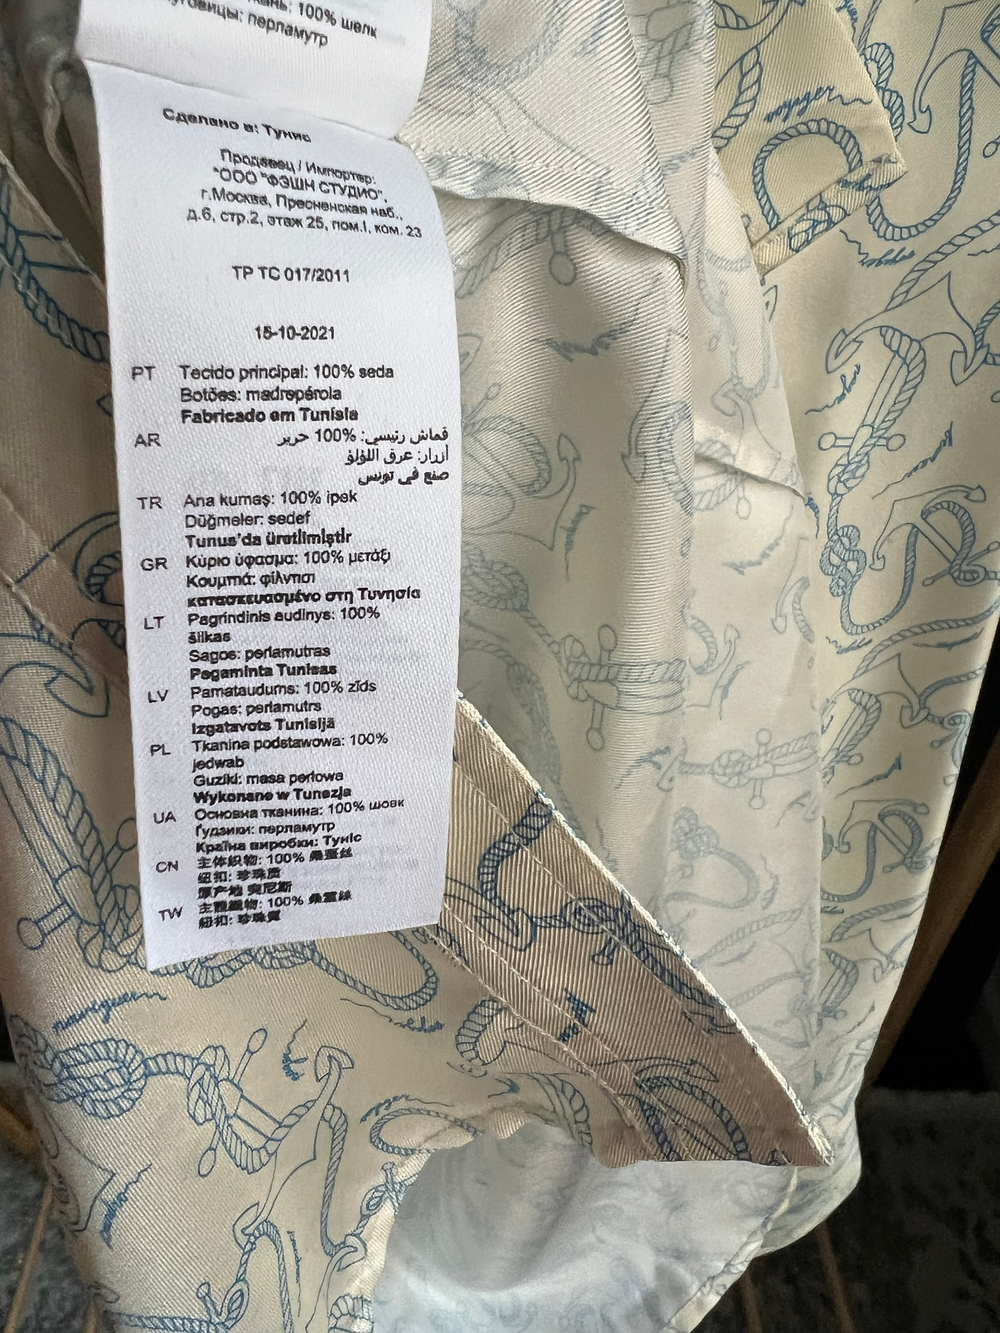 100% шелк
перламутр
Сделано в: Тунис
Продавец / Импортер:
"ООО "ФЭШН СТУДИО",
г.Москва, Пресненская наб.,
д.6, стр.2, этаж 25, пом.I, ком. 23
ТР ТС 017/2011
15-10-2021
PT Tecido principal: 100% seda
Botões: madrepérola
Fabricado em Tunísia
AR قماش رئيسي: 100% حرير
أزرار: عرق اللؤلؤ
صنع في تونس
TR Ana kumaş: 100% ipek
Düğmeler: sedef
Tunus'da üretilmiştir
GR Κύριο ύφασμα: 100% μετάξι
Κουμπιά: φίλντισι
κατασκευασμένο στη Τυνησία
LT Pagrindinis audinys: 100%
šilkas
Sagos: perlamutras
Pagaminta Tunisas
LV Pamataudums: 100% zīds
Pogas: perlamutrs
Izgatavots Tunisijā
PL Tkanina podstawowa: 100%
jedwab
Guziki: masa perłowa
Wykonane w Tunezja
UA Основна тканина: 100% шовк
Ґудзики: перламутр
Країна виробки: Туніс
CN 主体织物: 100% 桑蚕丝
纽扣: 珍珠质
原产地 突尼斯
TW 主體織物: 100% 桑蠶絲
紐扣: 珍珠質